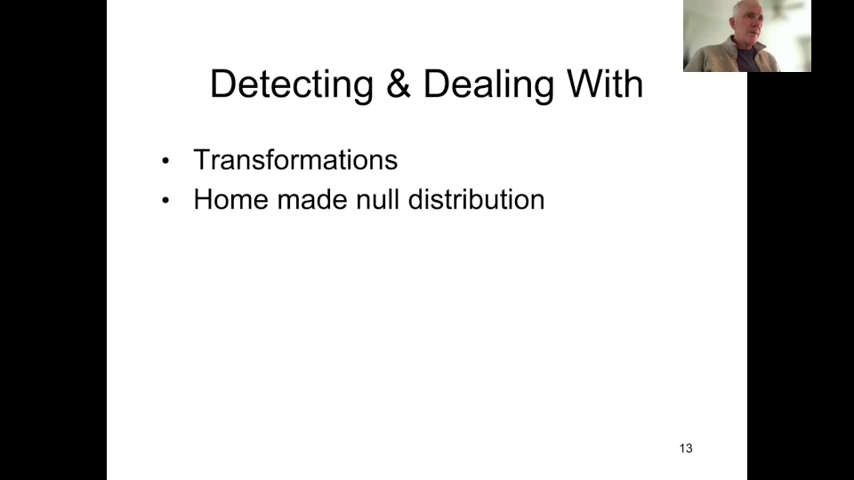 Detecting & Dealing With
• Transformations
• Home made null distribution
13